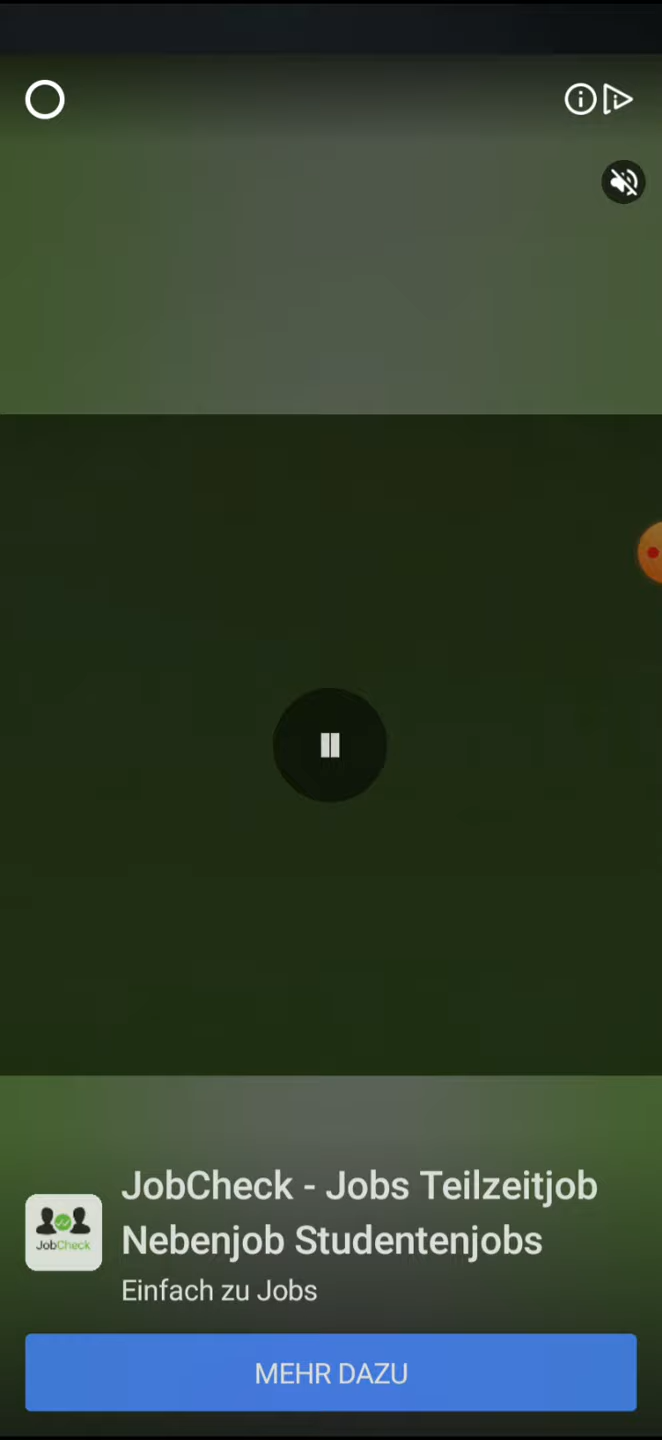 JobCheck - Jobs Teilzeitjob
Nebenjob Studentenjobs
JobCheck
Einfach zu Jobs
MEHR DAZU